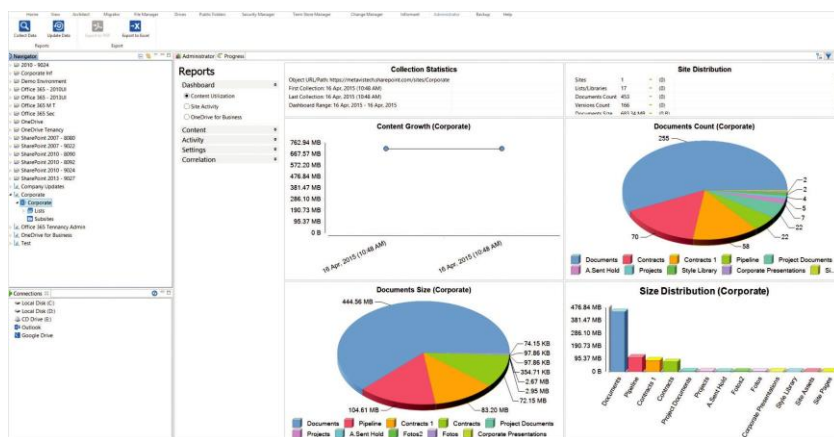 Home View Architect Migrator File Manager Drives Public Folders Security Manager Term Store Manager Change Manager Informant Administrator Backup Help
Collect Data Update Data Export to PDF Export to Excel
Reports Export
Navigator
2010 - 9024
Corporate Inf
Demo Environment
Office 365 - 2010UI
Office 365 - 2013UI
Office 365 M T
Office 365 Sec
OneDrive
OneDrive Tenancy
SharePoint 2007 - 8080
SharePoint 2007 - 9022
SharePoint 2010 - 8090
SharePoint 2010 - 8092
SharePoint 2010 - 9024
SharePoint 2013 - 9027
Company Updates
Corporate
Corporate
Lists
Subsites
Office 365 Tennancy Admin
OneDrive for Business
Test
Connections
Local Disk (C)
Local Disk (D)
CD Drive (E)
Outlook
Google Drive
Administrator Progress
Reports
Dashboard
Content Utilization
Site Activity
OneDrive for Business
Content
Activity
Settings
Correlation
Collection Statistics
Object URL/Path: https://metavistech.sharepoint.com/sites/Corporate
First Collection: 16 Apr, 2015 (10:46 AM)
Last Collection: 16 Apr, 2015 (10:46 AM)
Dashboard Range: 16 Apr, 2015 - 16 Apr, 2015
Site Distribution
Sites 1 - (0)
Lists/Libraries 17 - (0)
Documents Count 453 - (0)
Versions Count 166 - (0)
Documents Size 697.34 MB - (0 B)
Content Growth (Corporate)
762.94 MB
667.57 MB
572.20 MB
476.84 MB
381.47 MB
286.10 MB
190.73 MB
95.37 MB
0 B
16 Apr, 2015 (10:46 AM) 16 Apr, 2015 (10:46 AM)
Documents Count (Corporate)
255
2
2
4
5
7
22
22
58
70
Documents Contracts Contracts 1 Pipeline Project Documents
A.Sent Hold Projects Style Library Corporate Presentations Si...
Documents Size (Corporate)
444.56 MB
74.15 KB
97.86 KB
97.86 KB
354.71 KB
2.67 MB
2.95 MB
72.15 MB
83.20 MB
104.61 MB
Documents Pipeline Contracts 1 Contracts Project Documents
Projects A.Sent Hold Fotos2 Fotos Corporate Presentations
Size Distribution (Corporate)
476.84 MB
381.47 MB
286.10 MB
190.73 MB
95.37 MB
0 B
Documents Pipeline Contracts 1 Contracts Project Documents Projects A.Sent Hold Fotos2 Fotos Corporate Presentations Style Library Site Assets Site Pages